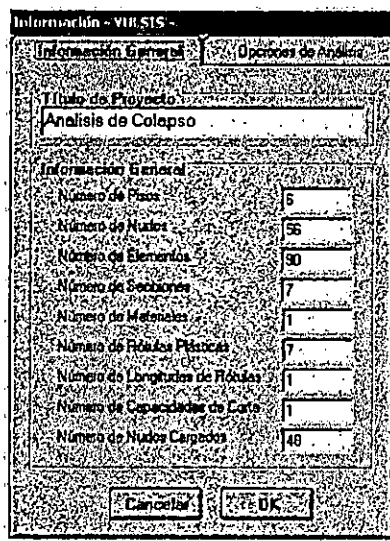 Información - VULSIS -
Información General
Opciones de Análisis
Título de Proyecto
Analisis de Colapso
Información General
Número de Pisos 6
Número de Nudos 56
Número de Elementos 90
Número de Secciones 7
Número de Materiales 1
Número de Rótulas Plásticas 7
Número de Longitudes de Rótulas 1
Número de Capacidades de Corte 1
Número de Nudos Cargados 48
Cancelar
OK